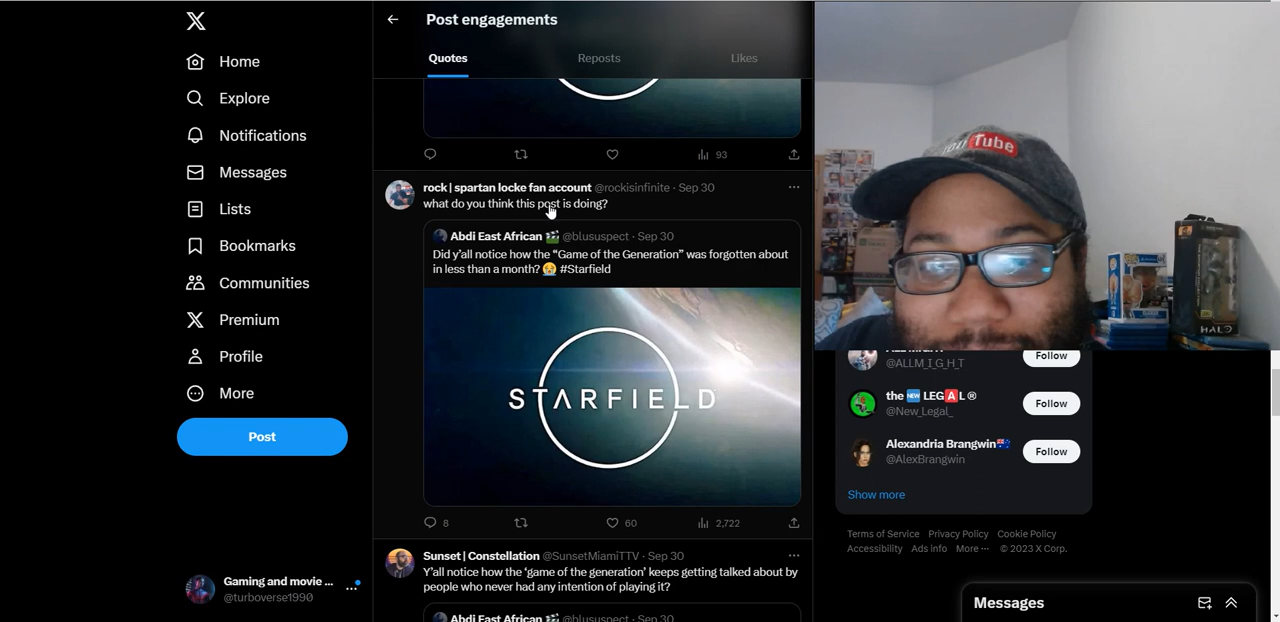 Home
Explore
Notifications
Messages
Lists
Bookmarks
Communities
Premium
Profile
More
Post
Gaming and movie ...
@turboverse1990
Post engagements
Quotes
Reposts
Likes
93
rock | spartan locke fan account @rockisinfinite · Sep 30
what do you think this post is doing?
Abdi East African 🎬 @blususpect · Sep 30
Did y'all notice how the “Game of the Generation” was forgotten about
in less than a month? 😭 #Starfield
STARFIELD
8
60
2,722
Sunset | Constellation @SunsetMiamiTTV · Sep 30
Y'all notice how the ‘game of the generation’ keeps getting talked about by
people who never had any intention of playing it?
Abdi East African 🎬 @blususpect · Sep 30
YouTube
HALO
@ALLM_I_G_H_T
Follow
the 🆕 LEG🅰L ®
@New_Legal_
Follow
Alexandria Brangwin🇦🇺
@AlexBrangwin
Follow
Show more
Terms of Service Privacy Policy Cookie Policy
Accessibility Ads info More ··· © 2023 X Corp.
Messages